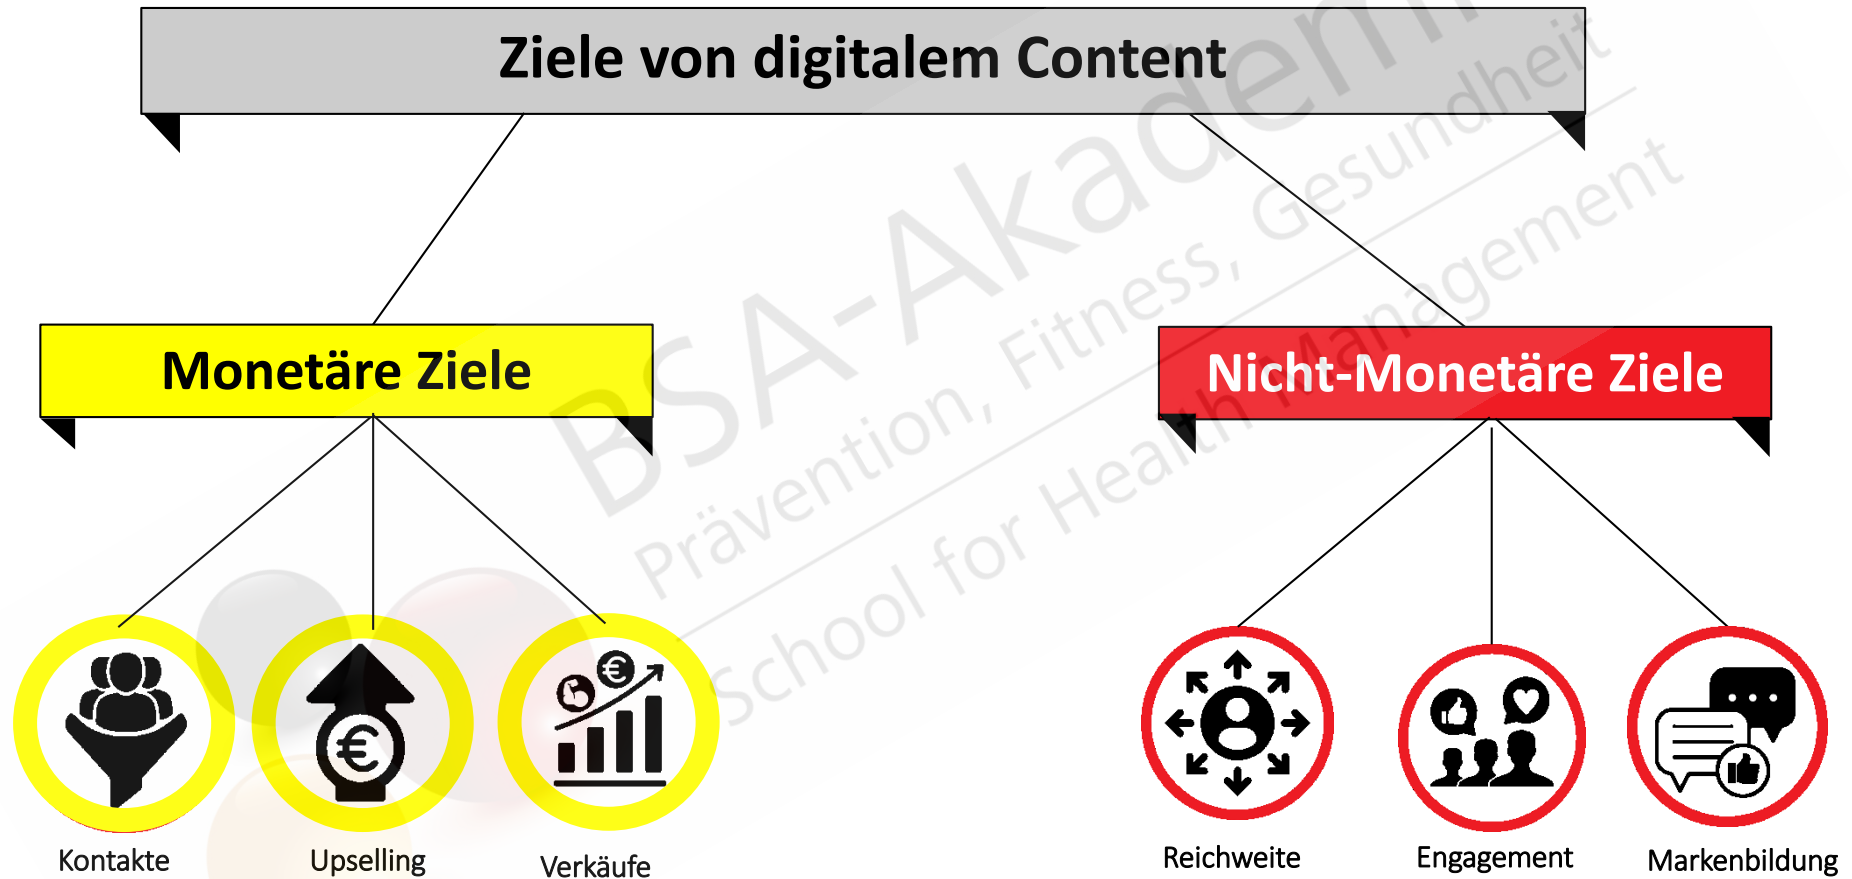 Ziele von digitalem Content
Monetäre Ziele
Nicht-Monetäre Ziele
Kontakte
Upselling
Verkäufe
Reichweite
Engagement
Markenbildung
BSA-Akadem
Prävention, Fitness, Gesundheit
School for Health Management